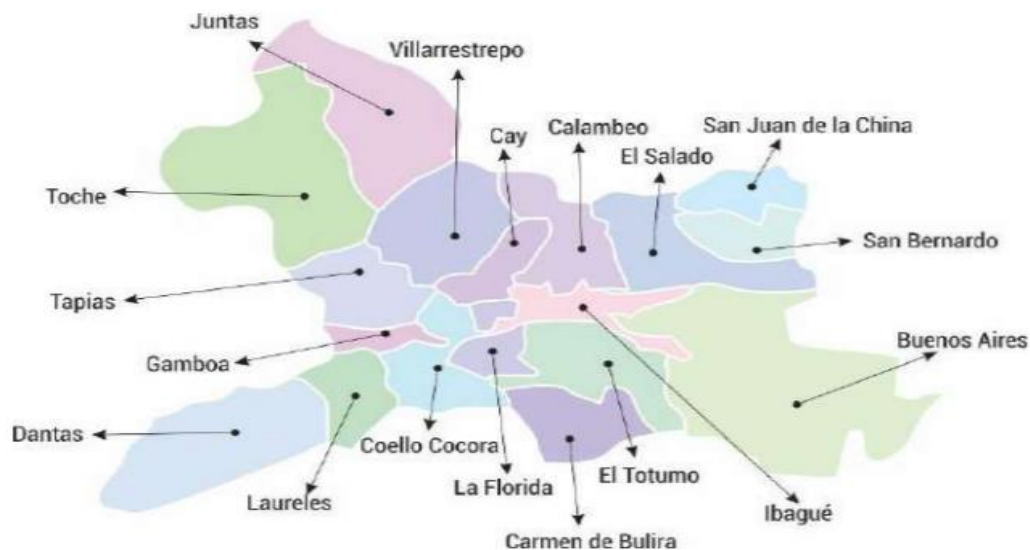 Juntas
Villarrestrepo
Cay
Calambeo
San Juan de la China
El Salado
Toche
San Bernardo
Tapias
Buenos Aires
Gamboa
Dantas
Coello Cocora
Laureles
La Florida
El Totumo
Ibagué
Carmen de Bulira